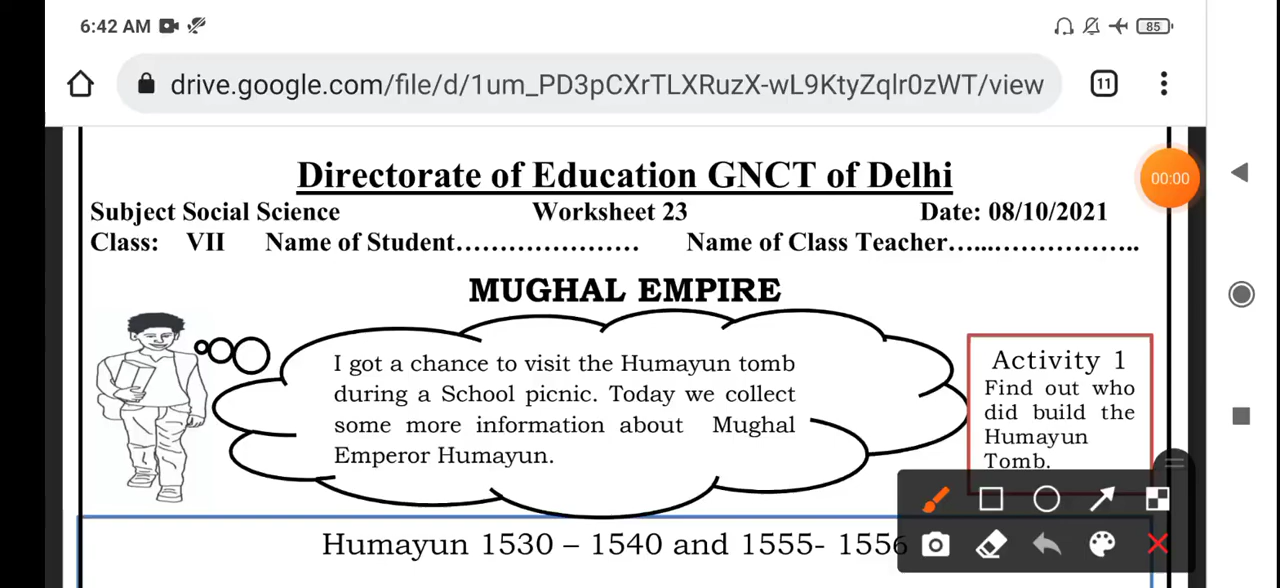 6:42 AM
85
drive.google.com/file/d/1um_PD3pCXrTLXRuzX-wL9KtyZqlr0zWT/view
11
Directorate of Education GNCT of Delhi
00:00
Subject Social Science Worksheet 23 Date: 08/10/2021
Class: VII Name of Student………………… Name of Class Teacher…...……………..
MUGHAL EMPIRE
I got a chance to visit the Humayun tomb
during a School picnic. Today we collect
some more information about Mughal
Emperor Humayun.
Activity 1
Find out who
did build the
Humayun
Tomb.
Humayun 1530 – 1540 and 1555- 1556